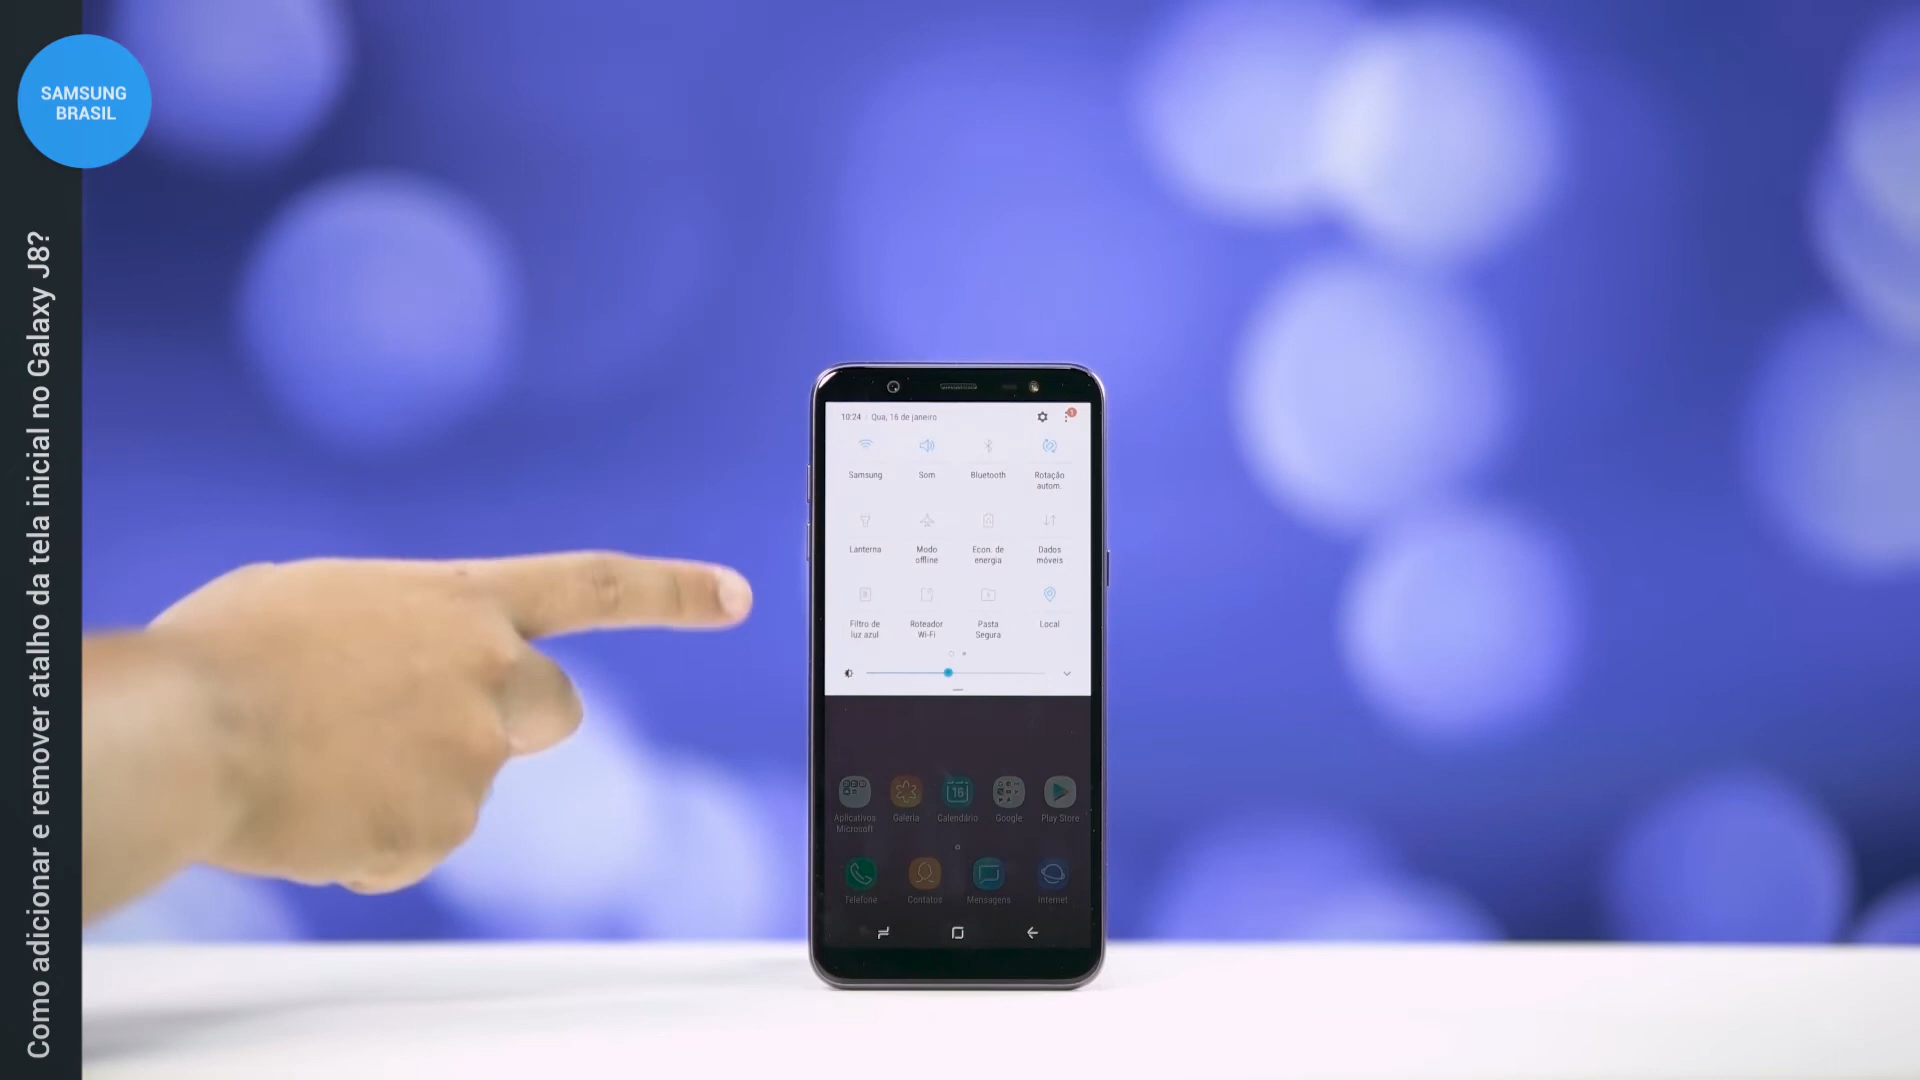 SAMSUNG
BRASIL
Como adicionar e remover atalho da tela inicial no Galaxy J8?
10:24 Qua, 16 de janeiro
1
Samsung Som Bluetooth Rotação
autom.
Lanterna Modo
offline Econ. de
energia Dados
móveis
Filtro de
luz azul Roteador
Wi-Fi Pasta
Segura Local
16
Aplicativos
Microsoft Galeria Calendário Google Play Store
Telefone Contatos Mensagens Internet